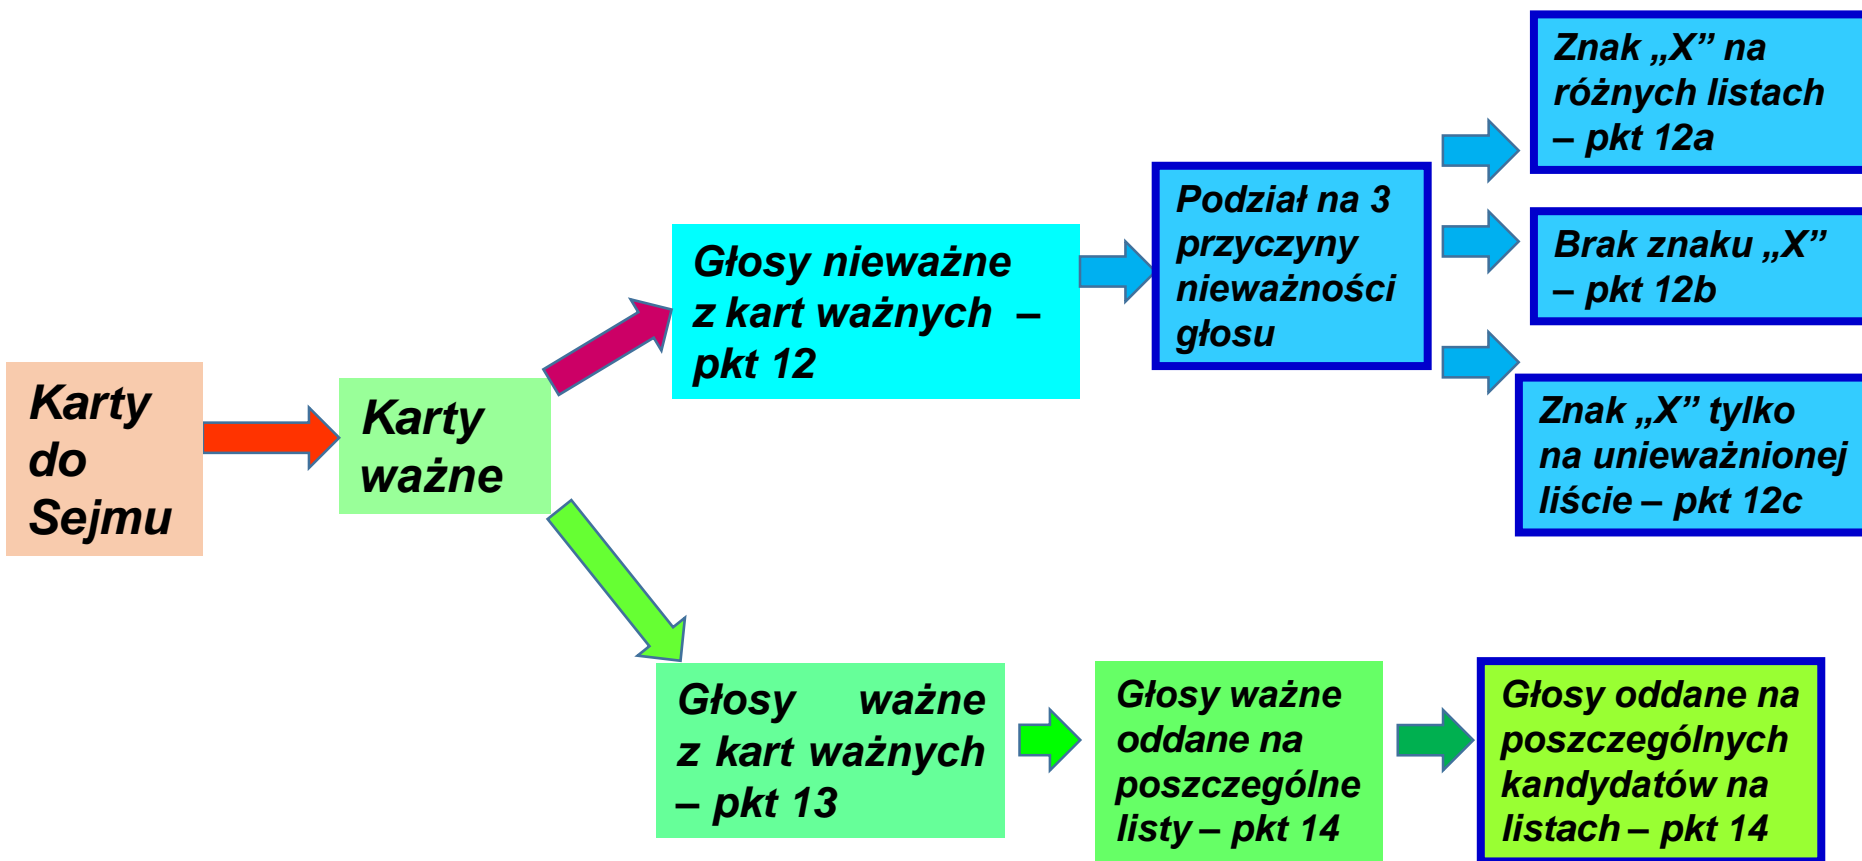 Karty
do
Sejmu
Karty
ważne
Głosy nieważne
z kart ważnych –
pkt 12
Podział na 3
przyczyny
nieważności
głosu
Znak „X” na
różnych listach
– pkt 12a
Brak znaku „X”
– pkt 12b
Znak „X” tylko
na unieważnionej
liście – pkt 12c
Głosy ważne
z kart ważnych
– pkt 13
Głosy ważne
oddane na
poszczególne
listy – pkt 14
Głosy oddane na
poszczególnych
kandydatów na
listach – pkt 14